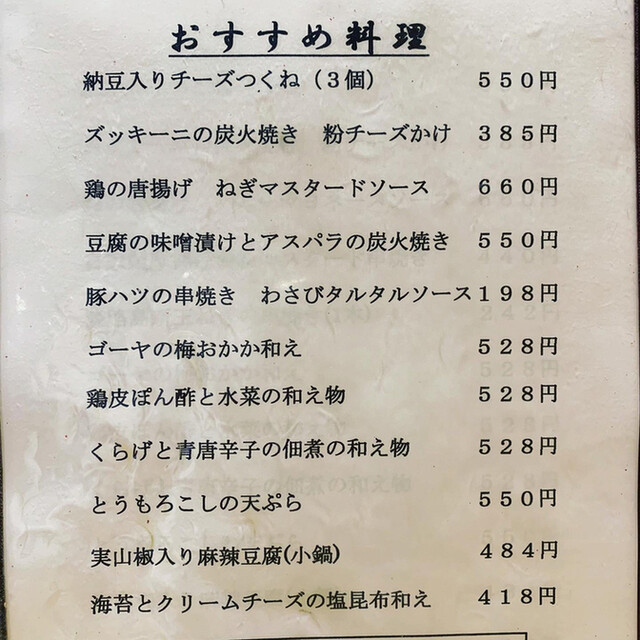 おすすめ料理
納豆入りチーズつくね（３個） ５５０円
ズッキーニの炭火焼き　粉チーズかけ ３８５円
鶏の唐揚げ　ねぎマスタードソース ６６０円
豆腐の味噌漬けとアスパラの炭火焼き ５５０円
豚ハツの串焼き　わさびタルタルソース １９８円
ゴーヤの梅おかか和え ５２８円
鶏皮ぽん酢と水菜の和え物 ５２８円
くらげと青唐辛子の佃煮の和え物 ５２８円
とうもろこしの天ぷら ５５０円
実山椒入り麻辣豆腐(小鍋) ４８４円
海苔とクリームチーズの塩昆布和え ４１８円